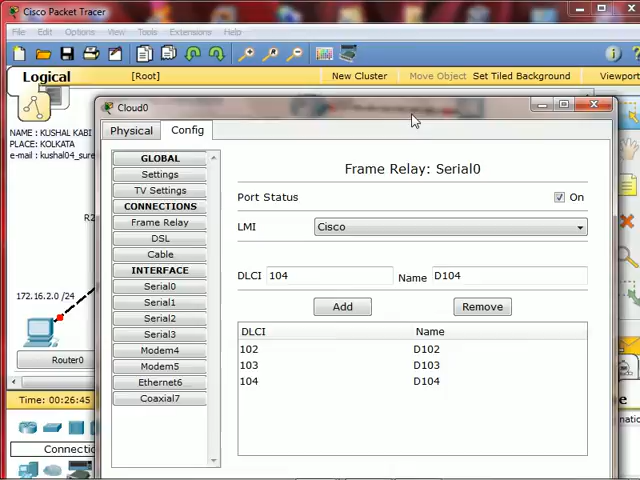 Cisco Packet Tracer
File Edit Options View Tools Extensions Help
Logical [Root] New Cluster Move Object Set Tiled Background Viewport
NAME : KUSHAL KABI
PLACE: KOLKATA
e-mail : kushal04_sure
Cloud0
Physical Config
GLOBAL
Settings
TV Settings
CONNECTIONS
Frame Relay
DSL
Cable
INTERFACE
Serial0
Serial1
Serial2
Serial3
Modem4
Modem5
Ethernet6
Coaxial7
Frame Relay: Serial0
Port Status On
LMI Cisco
DLCI 104 Name D104
Add Remove
DLCI Name
102 D102
103 D103
104 D104
R2
172.16.2.0 /24
Router0
Time: 00:26:45
Connectio